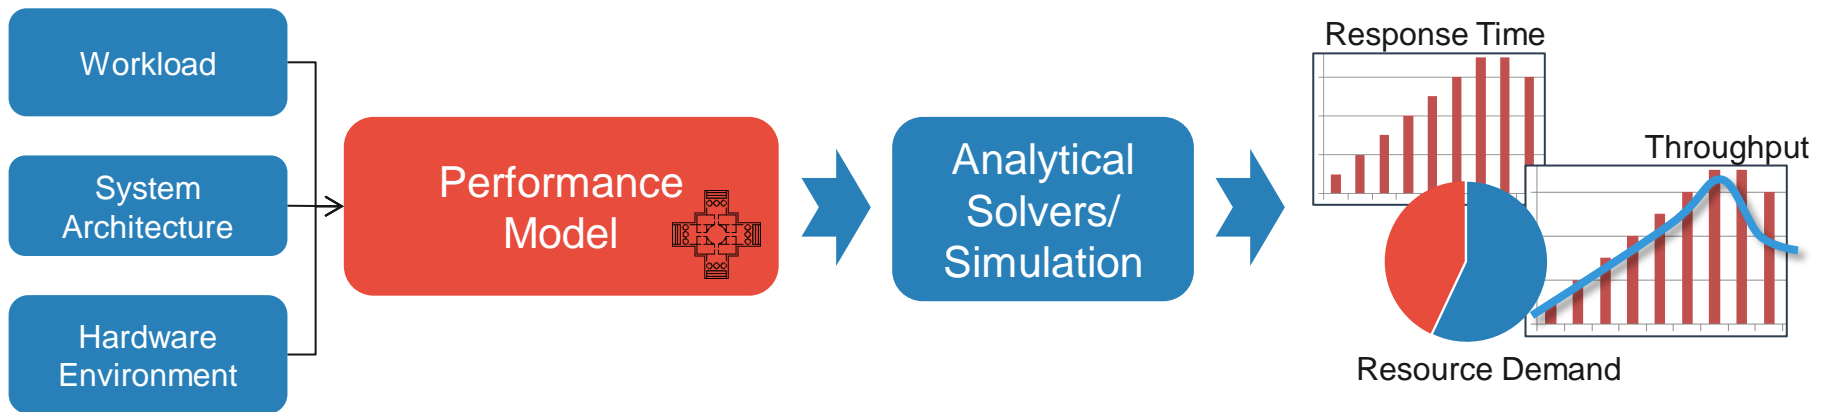 Workload
System
Architecture
Hardware
Environment
Performance
Model
Analytical
Solvers/
Simulation
Response Time
Throughput
Resource Demand